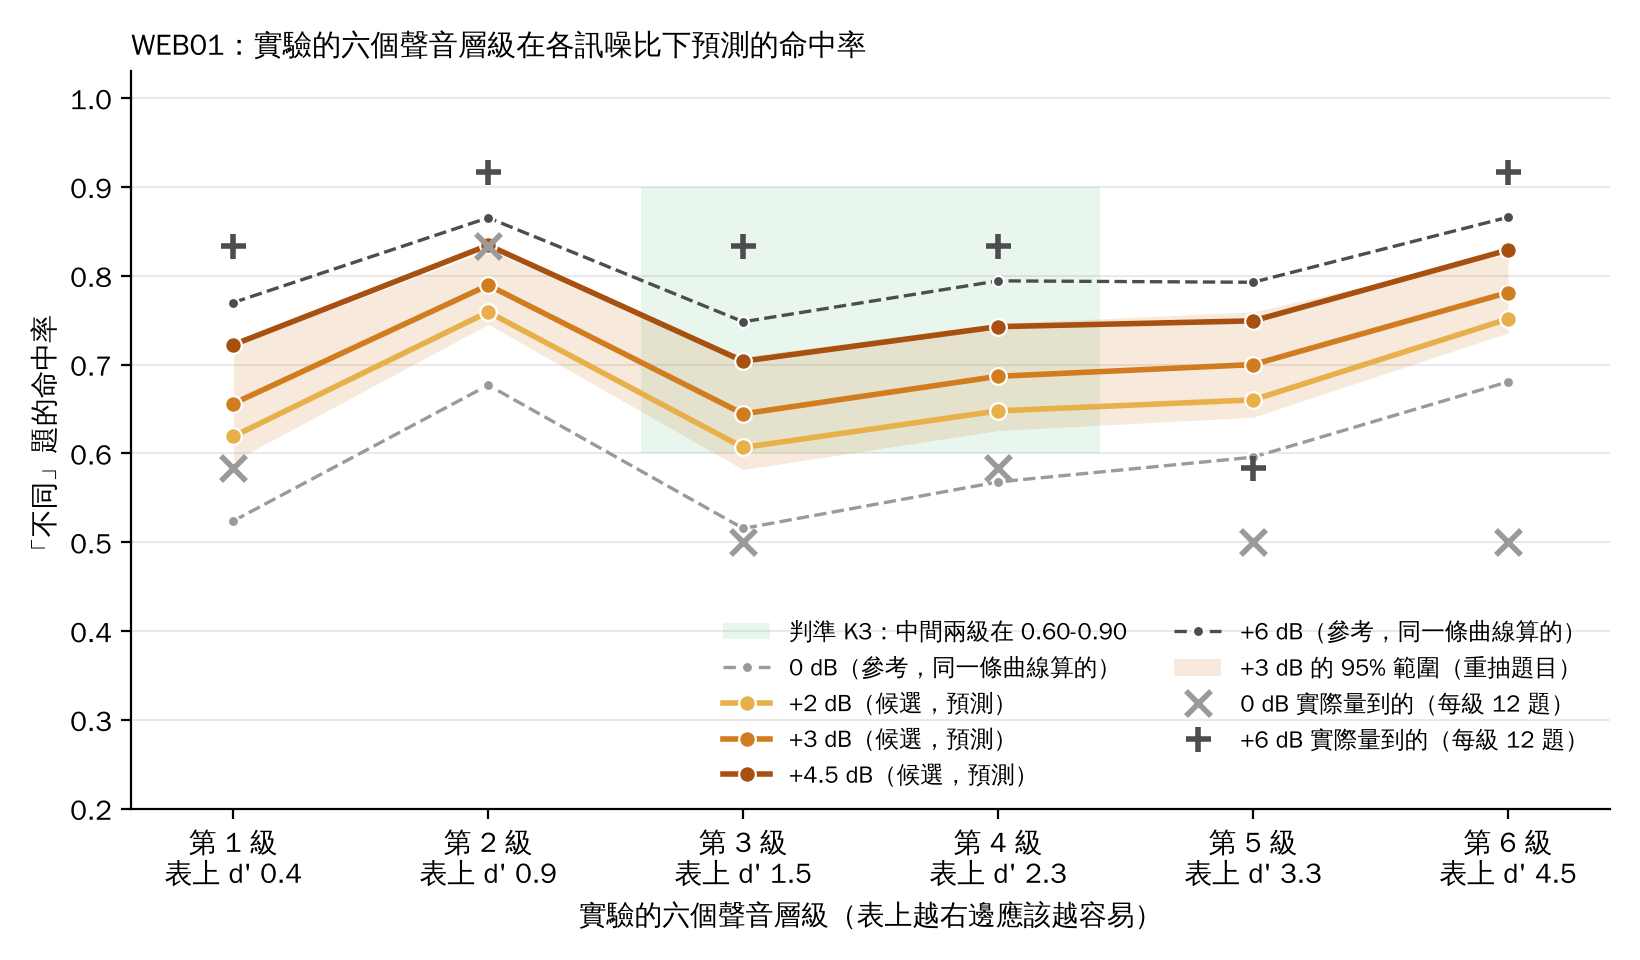 WEB01：實驗的六個聲音層級在各訊噪比下預測的命中率
「不同」題的命中率
1.0
0.9
0.8
0.7
0.6
0.5
0.4
0.3
0.2
判準 K3：中間兩級在 0.60-0.90
0 dB（參考，同一條曲線算的）
+2 dB（候選，預測）
+3 dB（候選，預測）
+4.5 dB（候選，預測）
+6 dB（參考，同一條曲線算的）
+3 dB 的 95% 範圍（重抽題目）
0 dB 實際量到的（每級 12 題）
+6 dB 實際量到的（每級 12 題）
第 1 級
表上 d' 0.4
第 2 級
表上 d' 0.9
第 3 級
表上 d' 1.5
第 4 級
表上 d' 2.3
第 5 級
表上 d' 3.3
第 6 級
表上 d' 4.5
實驗的六個聲音層級（表上越右邊應該越容易）